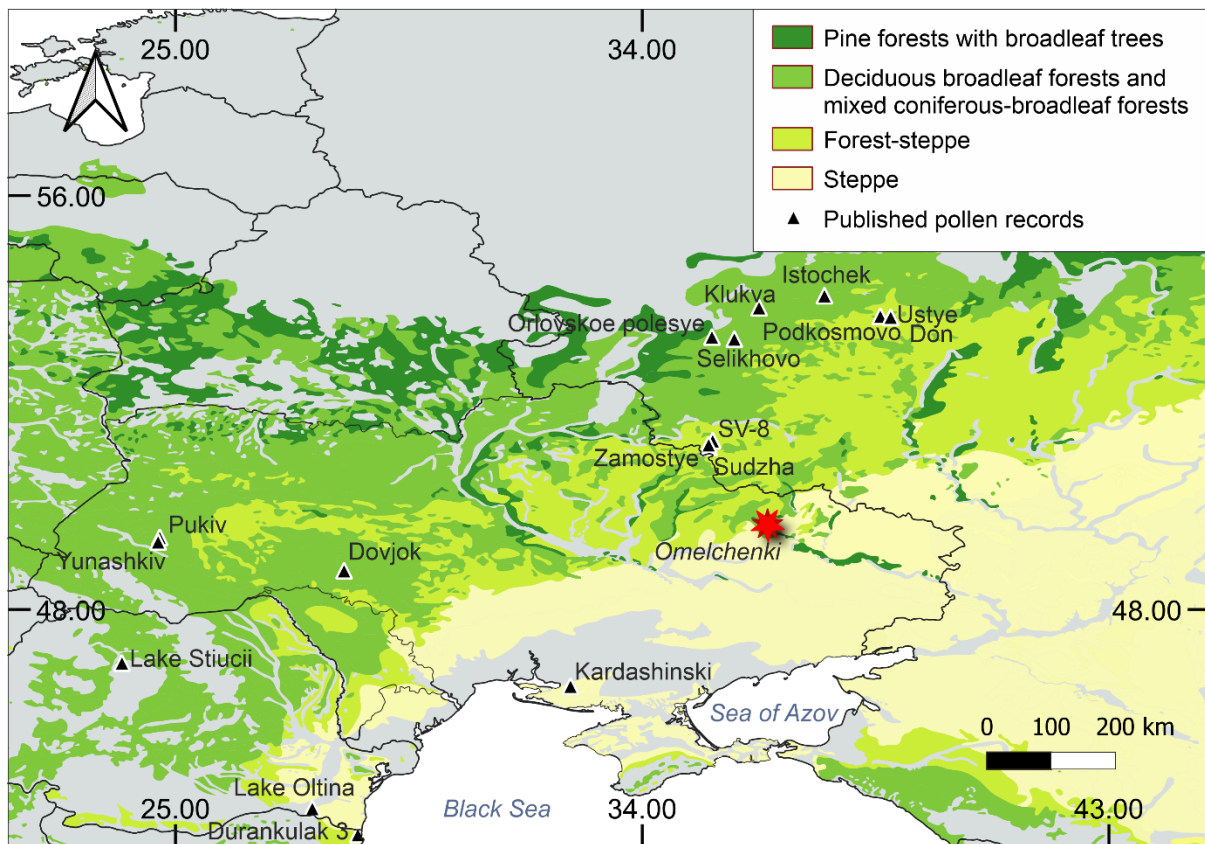 25.00
34.00
Pine forests with broadleaf trees
Deciduous broadleaf forests and
mixed coniferous-broadleaf forests
Forest-steppe
Steppe
Published pollen records
56.00
Istochek
Klukva
Orlovskoe polesye
Podkosmovo
Ustye
Don
Selikhovo
SV-8
Zamostye
Sudzha
Pukiv
Yunashkiv
Dovjok
Omelchenki
48.00
48.00
Lake Stiucii
Kardashinski
Sea of Azov
0 100 200 km
Lake Oltina
25.00
Black Sea
34.00
43.00
Durankulak 3